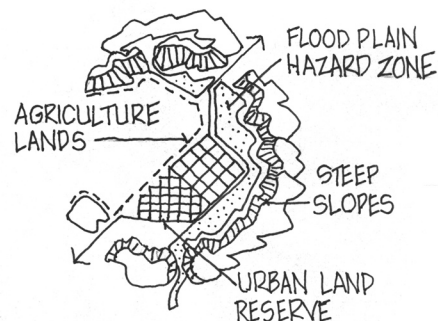 FLOOD PLAIN
HAZARD ZONE
AGRICULTURE
LANDS
STEEP
SLOPES
URBAN LAND
RESERVE